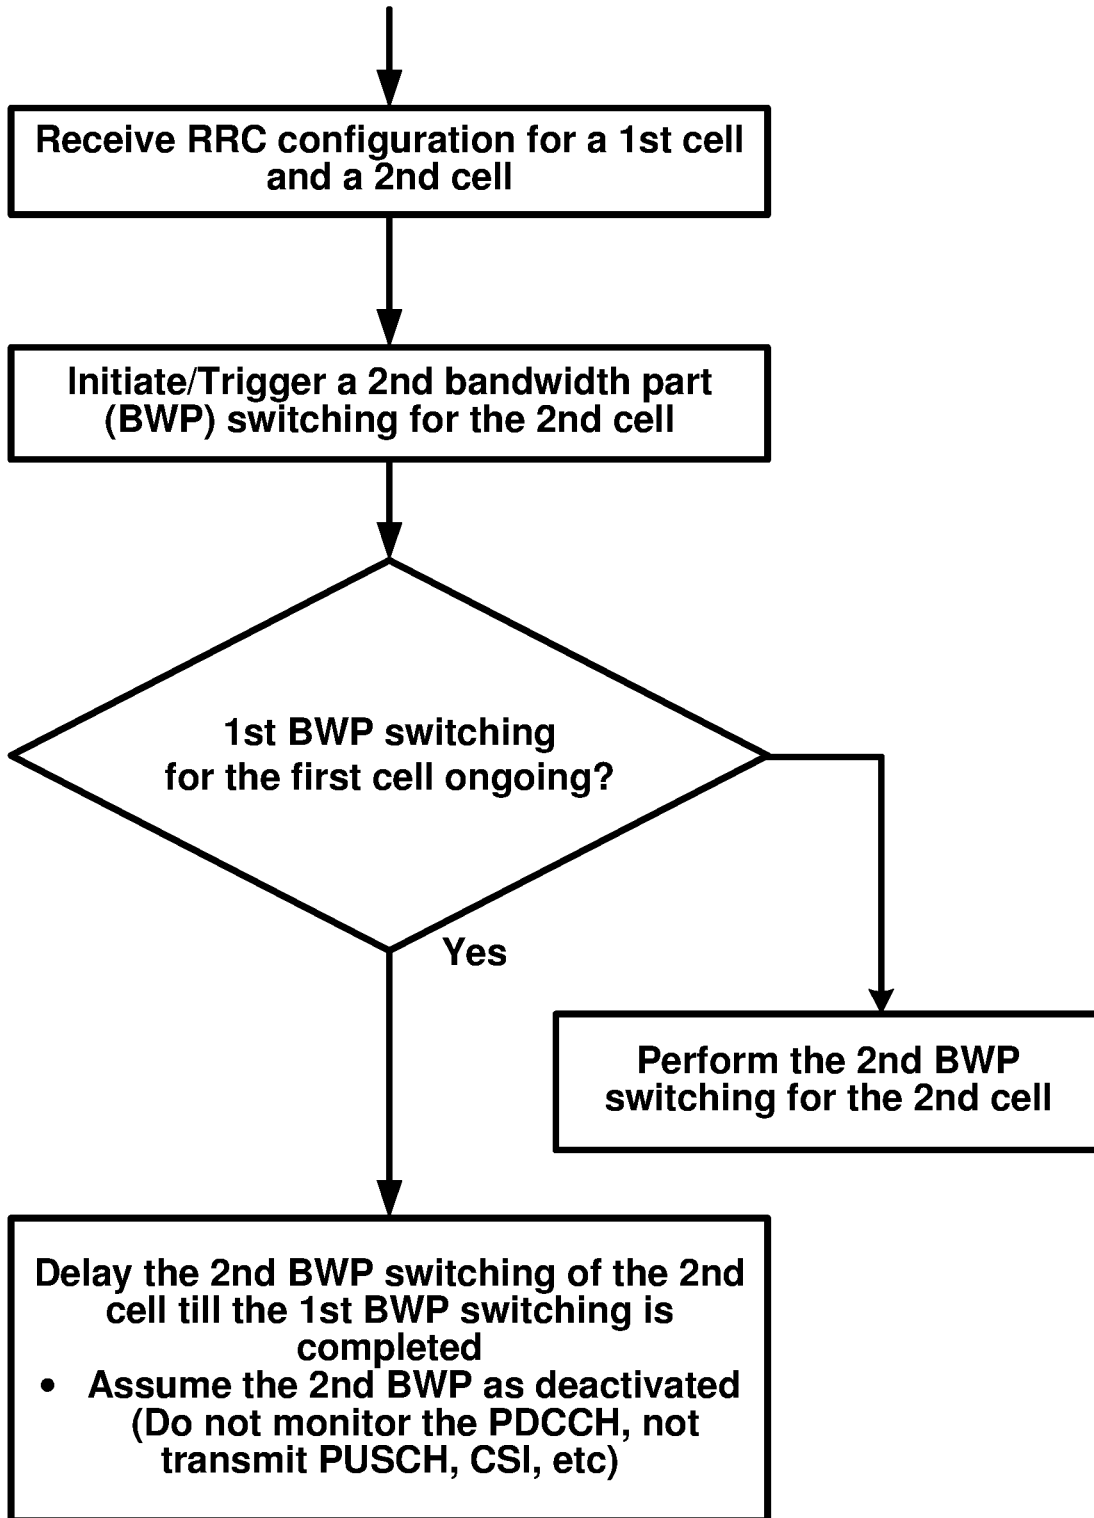 Receive RRC configuration for a 1st cell
and a 2nd cell
Initiate/Trigger a 2nd bandwidth part
(BWP) switching for the 2nd cell
1st BWP switching
for the first cell ongoing?
Yes
Perform the 2nd BWP
switching for the 2nd cell
Delay the 2nd BWP switching of the 2nd
cell till the 1st BWP switching is
completed
• Assume the 2nd BWP as deactivated
(Do not monitor the PDCCH, not
transmit PUSCH, CSI, etc)